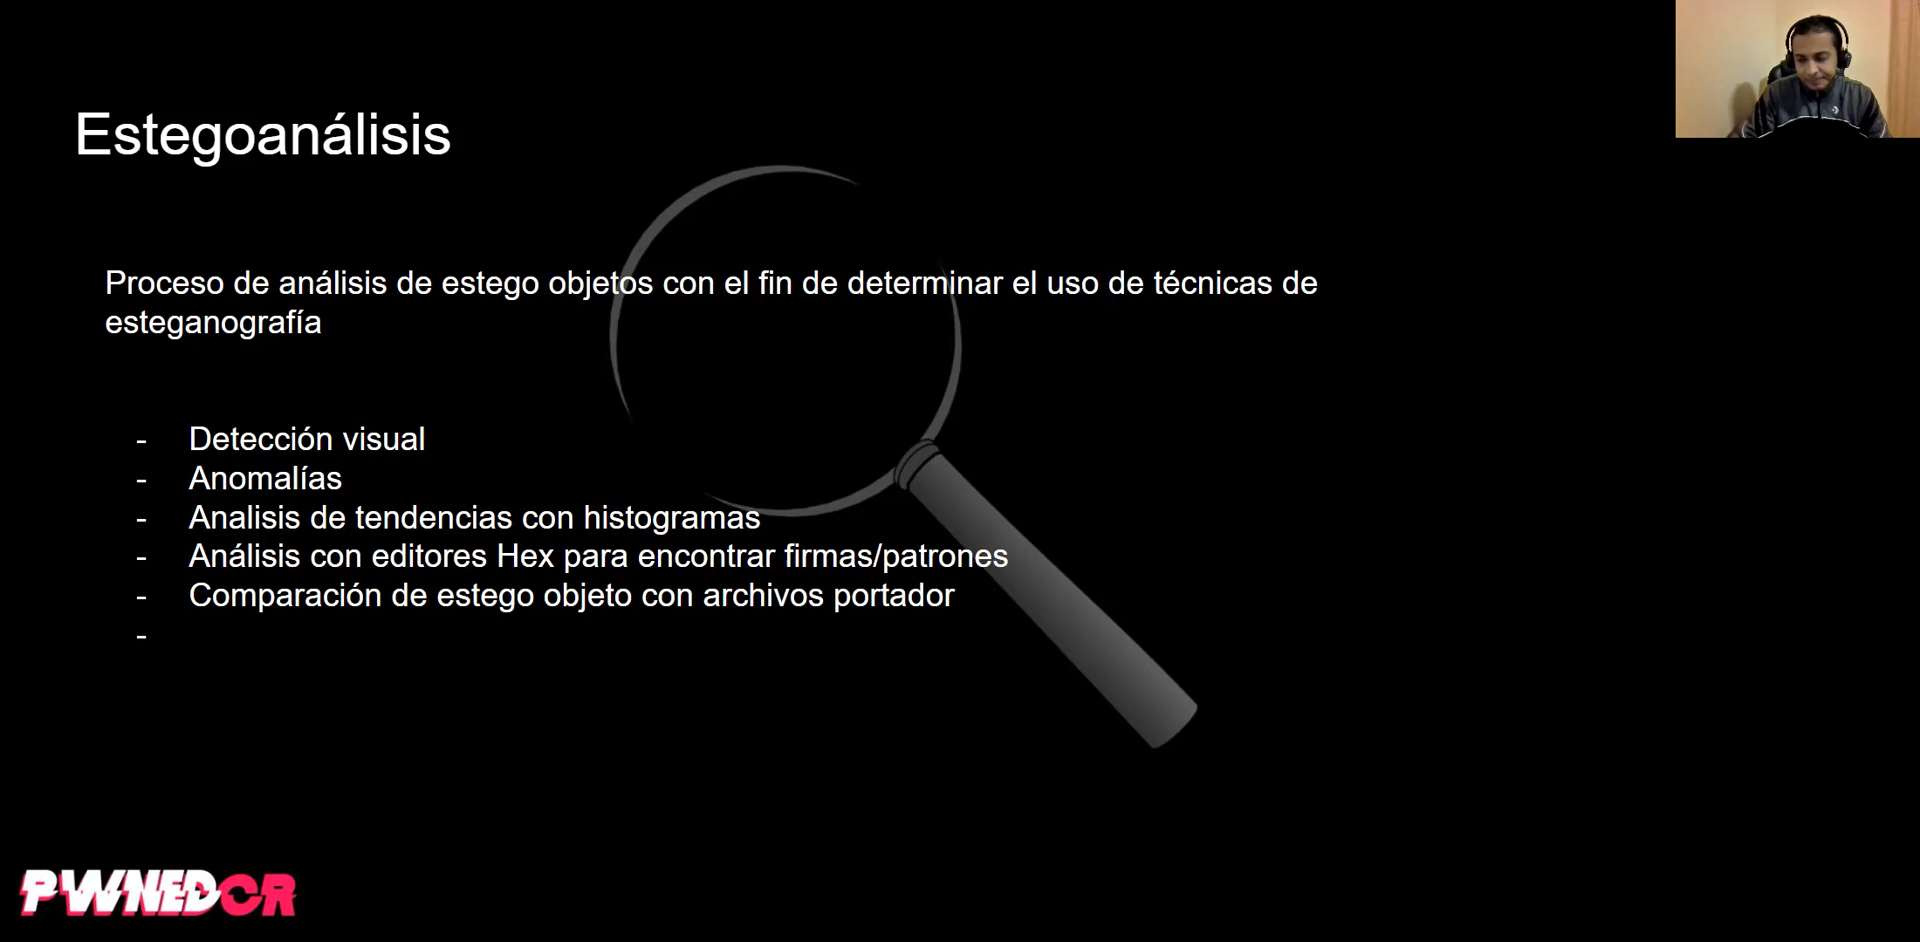 Estegoanálisis
Proceso de análisis de estego objetos con el fin de determinar el uso de técnicas de
esteganografía
- Detección visual
- Anomalías
- Analisis de tendencias con histogramas
- Análisis con editores Hex para encontrar firmas/patrones
- Comparación de estego objeto con archivos portador
-
PWNEDCR